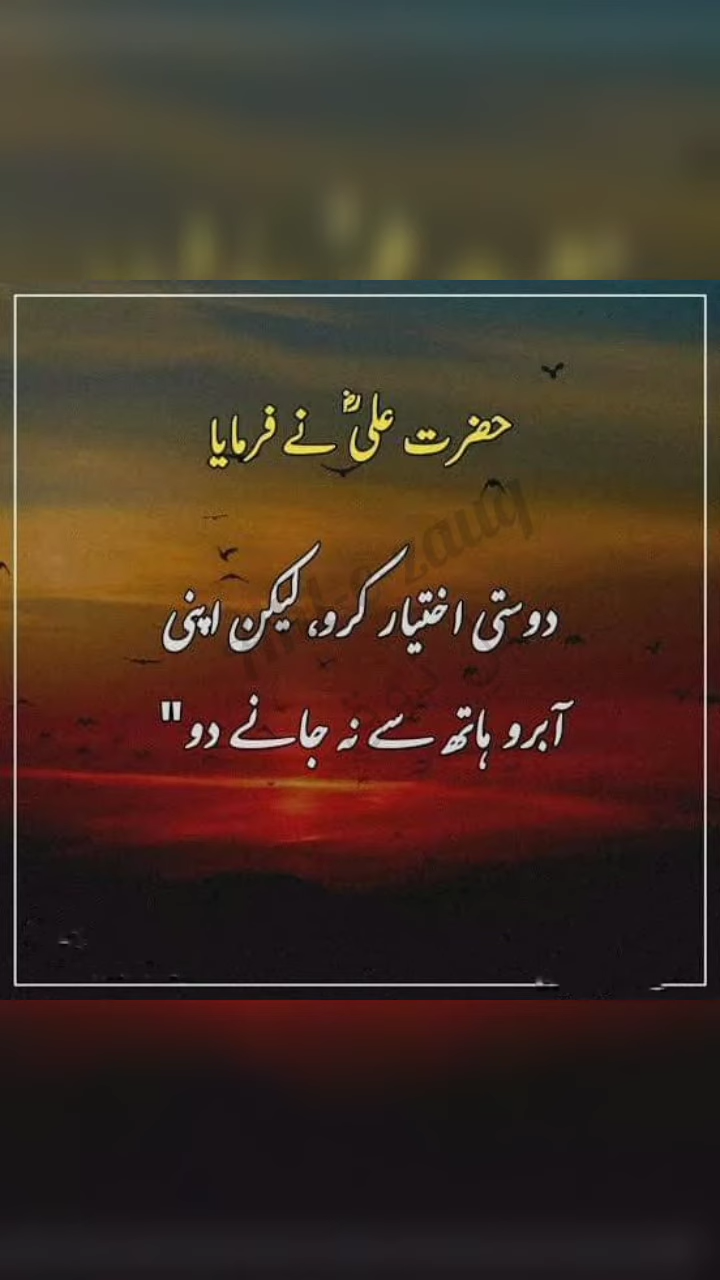 حضرت علیؓ نے فرمایا
دوستی اختیار کرو، لیکن اپنی
آبرو ہاتھ سے نہ جانے دو"